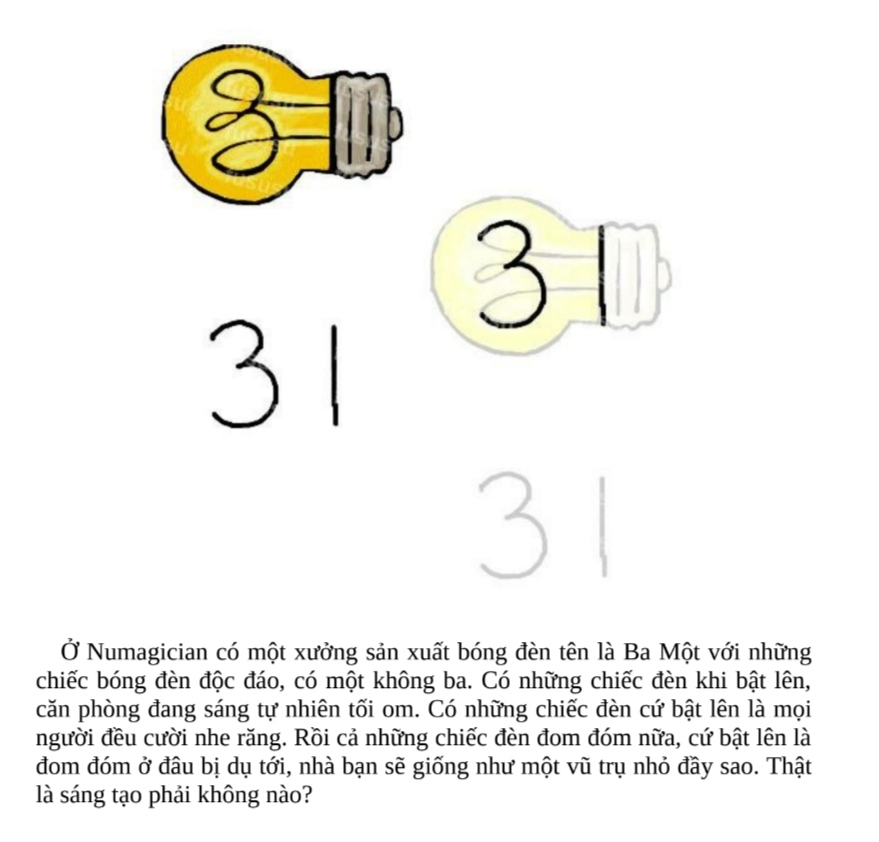 3
31
31
Ở Numagician có một xưởng sản xuất bóng đèn tên là Ba Một với những
chiếc bóng đèn độc đáo, có một không ba. Có những chiếc đèn khi bật lên,
căn phòng đang sáng tự nhiên tối om. Có những chiếc đèn cứ bật lên là mọi
người đều cười nhe răng. Rồi cả những chiếc đèn đom đóm nữa, cứ bật lên là
đom đóm ở đâu bị dụ tới, nhà bạn sẽ giống như một vũ trụ nhỏ đầy sao. Thật
là sáng tạo phải không nào?